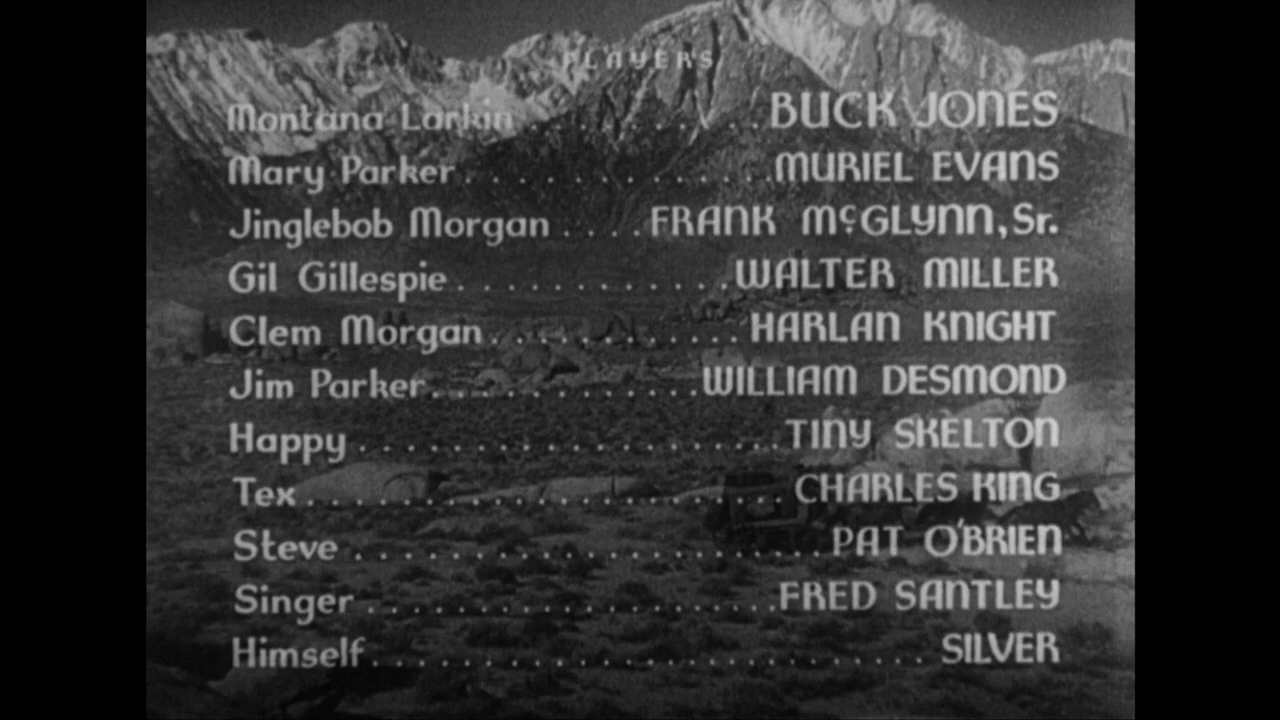 PLAYERS
Montana Larkin . . . . . . . . . . BUCK JONES
Mary Parker . . . . . . . . . . . . . . MURIEL EVANS
Jinglebob Morgan . . . . FRANK McGLYNN, Sr.
Gil Gillespie . . . . . . . . . . . . WALTER MILLER
Clem Morgan . . . . . . . . . . . HARLAN KNIGHT
Jim Parker . . . . . . . . . . . WILLIAM DESMOND
Happy . . . . . . . . . . . . . . . . . . TINY SKELTON
Tex . . . . . . . . . . . . . . . . . . . . CHARLES KING
Steve . . . . . . . . . . . . . . . . . . . . PAT O'BRIEN
Singer . . . . . . . . . . . . . . . . . FRED SANTLEY
Himself . . . . . . . . . . . . . . . . . . . . . . . SILVER